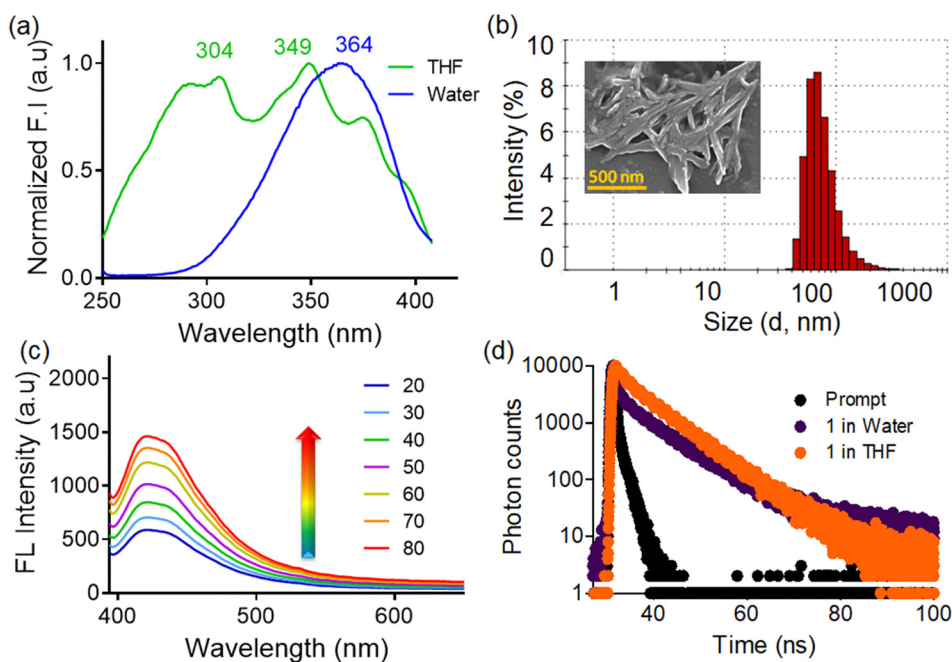 (a)
304
349
364
THF
Water
1.0
0.5
0.0
Normalized F.I (a.u)
250
300
350
400
Wavelength (nm)
(b)
10
8
6
4
2
0
Intensity (%)
500 nm
1
10
100
1000
Size (d, nm)
(c)
2000
1500
1000
500
0
FL Intensity (a.u)
20
30
40
50
60
70
80
400
500
600
Wavelength (nm)
(d)
10000
1000
100
10
1
Photon counts
Prompt
1 in Water
1 in THF
40
60
80
100
Time (ns)